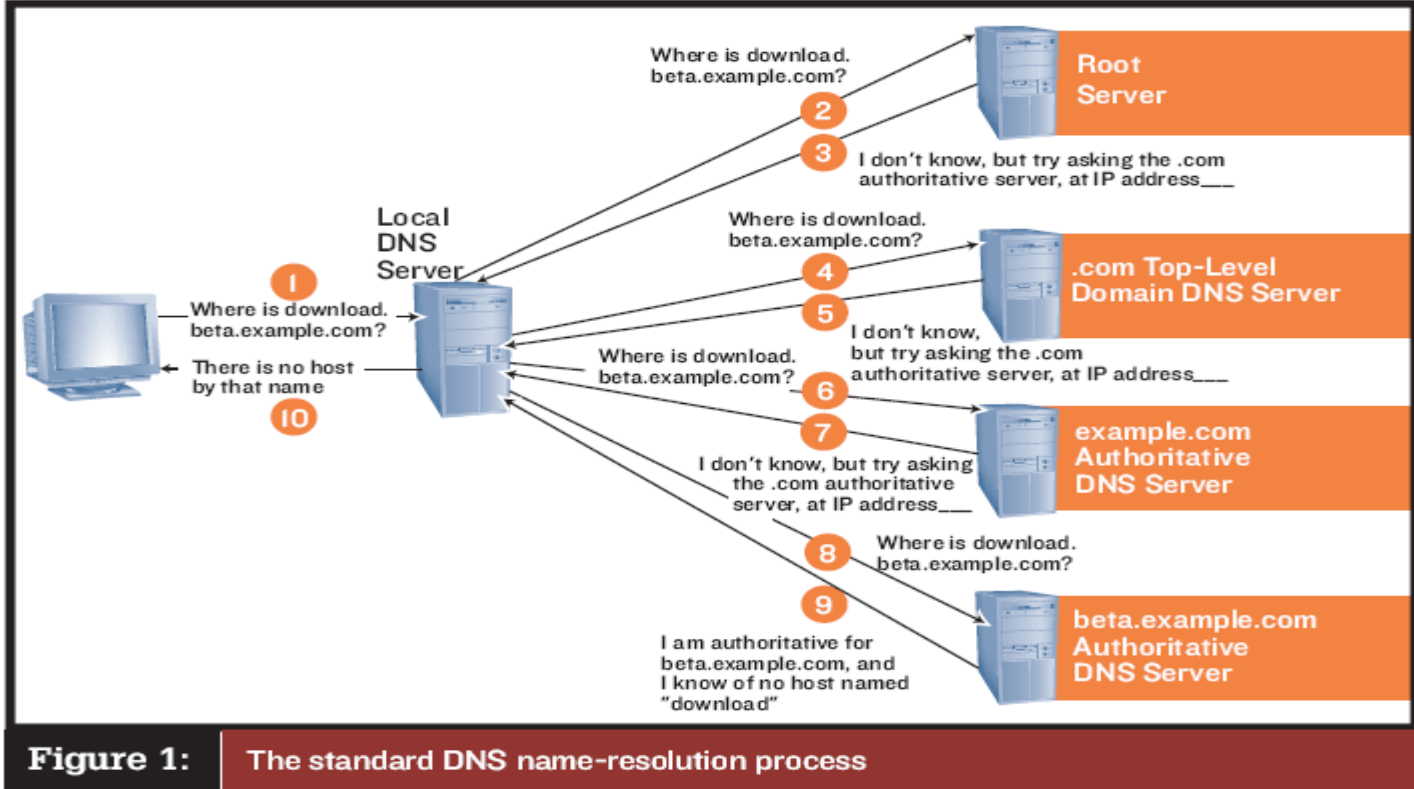 Where is download.
beta.example.com?
2
Root
Server
3
I don't know, but try asking the .com
authoritative server, at IP address___
Local
DNS
Server
Where is download.
beta.example.com?
4
.com Top-Level
Domain DNS Server
1
Where is download.
beta.example.com?
5
I don't know,
but try asking the .com
authoritative server, at IP address___
There is no host
by that name
10
Where is download.
beta.example.com?
6
7
example.com
Authoritative
DNS Server
I don't know, but try asking
the .com authoritative
server, at IP address___
8
Where is download.
beta.example.com?
9
beta.example.com
Authoritative
DNS Server
I am authoritative for
beta.example.com, and
I know of no host named
"download"
Figure 1:
The standard DNS name-resolution process